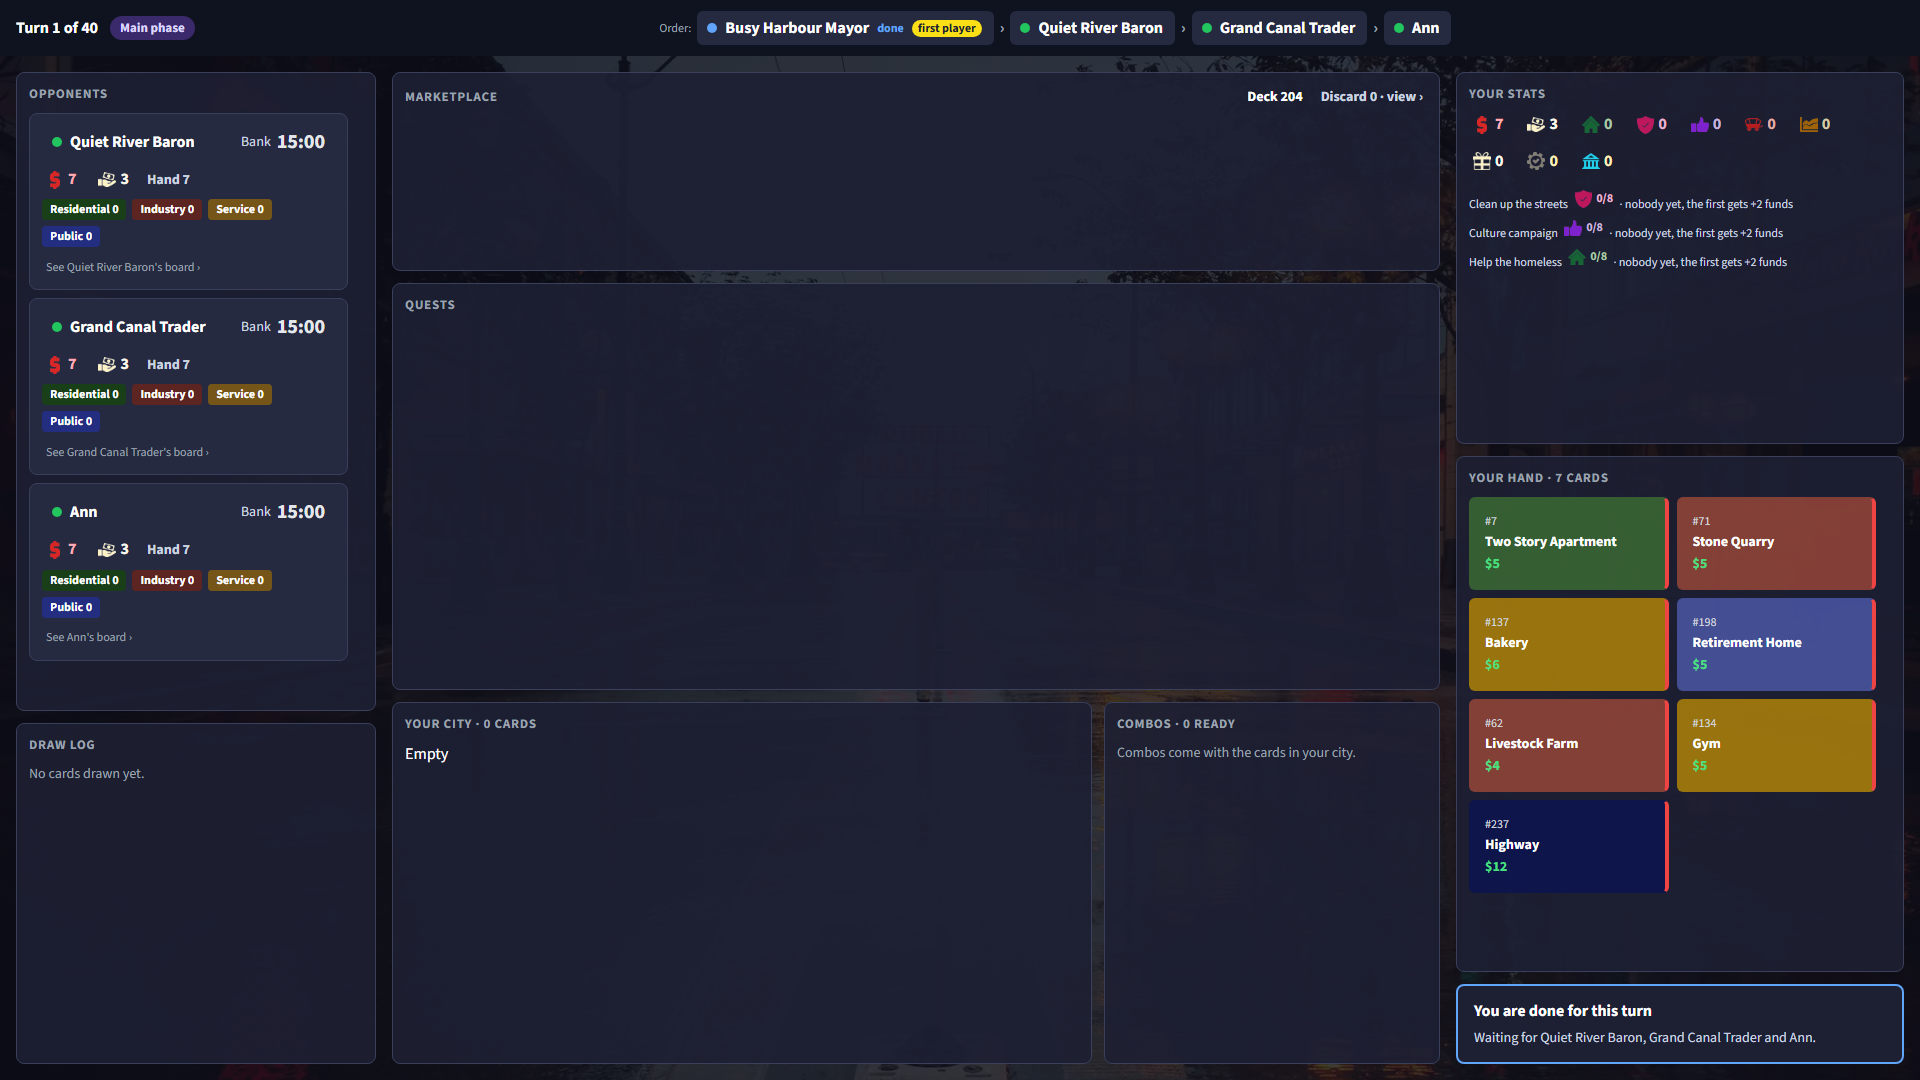 Turn 1 of 40 Main phase
Order: Busy Harbour Mayor done first player › Quiet River Baron › Grand Canal Trader › Ann
OPPONENTS
Quiet River Baron Bank 15:00
7 3 Hand 7
Residential 0 Industry 0 Service 0
Public 0
See Quiet River Baron's board ›
Grand Canal Trader Bank 15:00
7 3 Hand 7
Residential 0 Industry 0 Service 0
Public 0
See Grand Canal Trader's board ›
Ann Bank 15:00
7 3 Hand 7
Residential 0 Industry 0 Service 0
Public 0
See Ann's board ›
DRAW LOG
No cards drawn yet.
MARKETPLACE Deck 204 Discard 0 · view ›
QUESTS
YOUR CITY · 0 CARDS
Empty
COMBOS · 0 READY
Combos come with the cards in your city.
YOUR STATS
7 3 0 0 0 0 0
0 0 0
Clean up the streets 0/8 · nobody yet, the first gets +2 funds
Culture campaign 0/8 · nobody yet, the first gets +2 funds
Help the homeless 0/8 · nobody yet, the first gets +2 funds
YOUR HAND · 7 CARDS
#7
Two Story Apartment
$5
#71
Stone Quarry
$5
#137
Bakery
$6
#198
Retirement Home
$5
#62
Livestock Farm
$4
#134
Gym
$5
#237
Highway
$12
You are done for this turn
Waiting for Quiet River Baron, Grand Canal Trader and Ann.